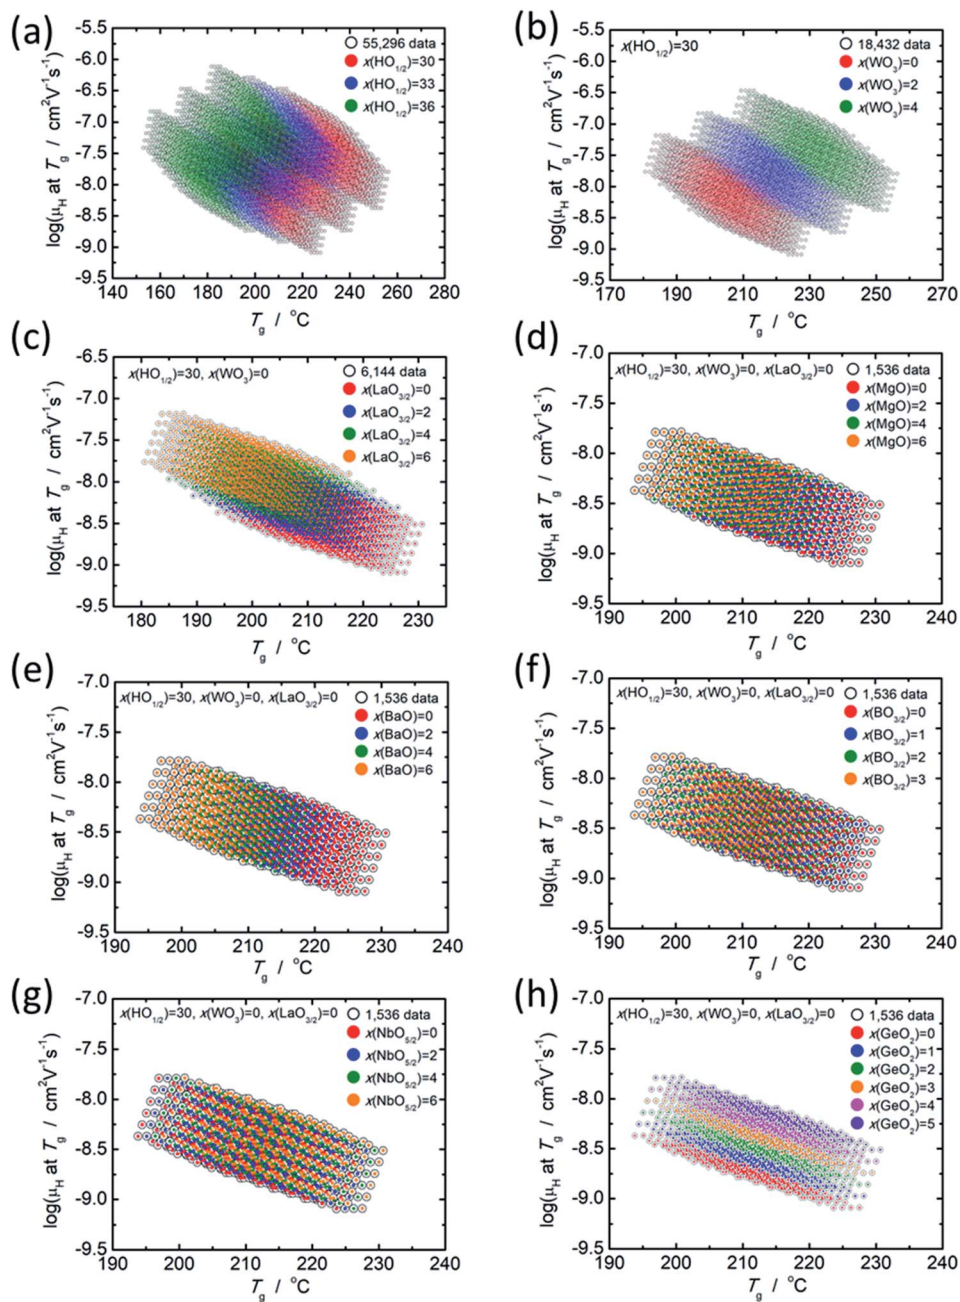 (a)
55,296 data
x(HO1/2)=30
x(HO1/2)=33
x(HO1/2)=36
-5.5
-6.0
-6.5
-7.0
-7.5
-8.0
-8.5
-9.0
-9.5
log(μH at Tg / cm2V-1s-1)
140 160 180 200 220 240 260 280
Tg / oC
(b)
x(HO1/2)=30
18,432 data
x(WO3)=0
x(WO3)=2
x(WO3)=4
-5.5
-6.0
-6.5
-7.0
-7.5
-8.0
-8.5
-9.0
-9.5
log(μH at Tg / cm2V-1s-1)
170 190 210 230 250 270
Tg / oC
(c)
x(HO1/2)=30, x(WO3)=0
6,144 data
x(LaO3/2)=0
x(LaO3/2)=2
x(LaO3/2)=4
x(LaO3/2)=6
-6.5
-7.0
-7.5
-8.0
-8.5
-9.0
-9.5
log(μH at Tg / cm2V-1s-1)
180 190 200 210 220 230
Tg / oC
(d)
x(HO1/2)=30, x(WO3)=0, x(LaO3/2)=0
1,536 data
x(MgO)=0
x(MgO)=2
x(MgO)=4
x(MgO)=6
-7.0
-7.5
-8.0
-8.5
-9.0
-9.5
log(μH at Tg / cm2V-1s-1)
190 200 210 220 230 240
Tg / oC
(e)
x(HO1/2)=30, x(WO3)=0, x(LaO3/2)=0
1,536 data
x(BaO)=0
x(BaO)=2
x(BaO)=4
x(BaO)=6
-7.0
-7.5
-8.0
-8.5
-9.0
-9.5
log(μH at Tg / cm2V-1s-1)
190 200 210 220 230 240
Tg / oC
(f)
x(HO1/2)=30, x(WO3)=0, x(LaO3/2)=0
1,536 data
x(BO3/2)=0
x(BO3/2)=1
x(BO3/2)=2
x(BO3/2)=3
-7.0
-7.5
-8.0
-8.5
-9.0
-9.5
log(μH at Tg / cm2V-1s-1)
190 200 210 220 230 240
Tg / oC
(g)
x(HO1/2)=30, x(WO3)=0, x(LaO3/2)=0
1,536 data
x(NbO5/2)=0
x(NbO5/2)=2
x(NbO5/2)=4
x(NbO5/2)=6
-7.0
-7.5
-8.0
-8.5
-9.0
-9.5
log(μH at Tg / cm2V-1s-1)
190 200 210 220 230 240
Tg / oC
(h)
x(HO1/2)=30, x(WO3)=0, x(LaO3/2)=0
1,536 data
x(GeO2)=0
x(GeO2)=1
x(GeO2)=2
x(GeO2)=3
x(GeO2)=4
x(GeO2)=5
-7.0
-7.5
-8.0
-8.5
-9.0
-9.5
log(μH at Tg / cm2V-1s-1)
190 200 210 220 230 240
Tg / oC